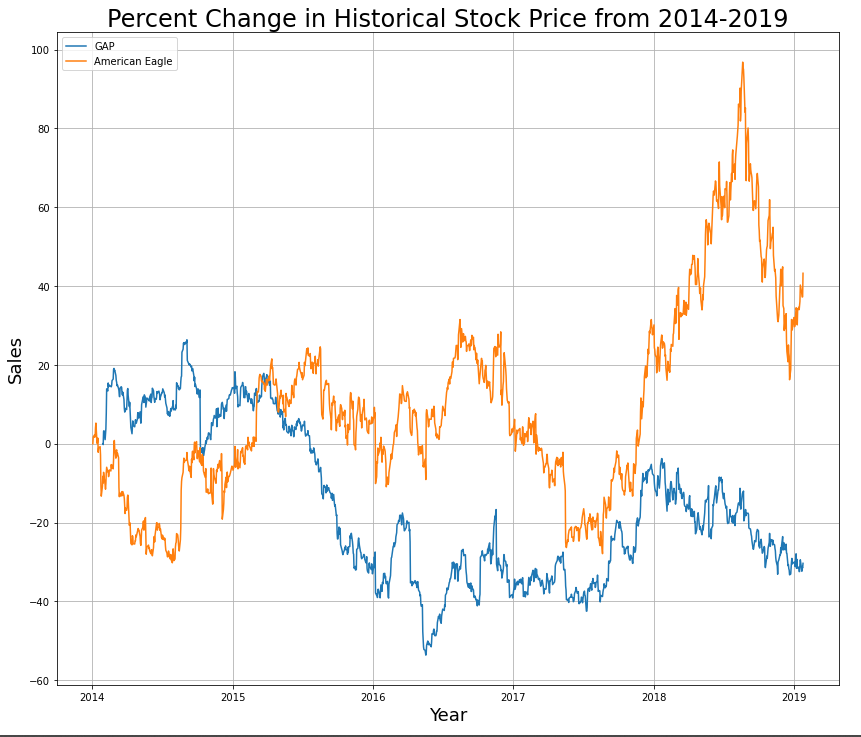 Percent Change in Historical Stock Price from 2014-2019
GAP
American Eagle
100
80
60
40
20
0
−20
−40
−60
Sales
2014 2015 2016 2017 2018 2019
Year